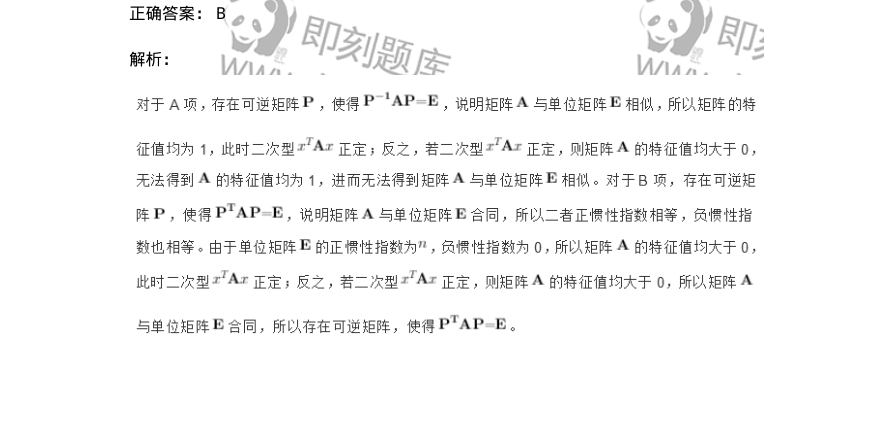 正确答案： B
即刻题库
即
解析：
对于 A 项，存在可逆矩阵 P ，使得 P⁻¹AP=E ，说明矩阵 A 与单位矩阵 E 相似，所以矩阵的特
征值均为 1，此时二次型 xᵀAx 正定；反之，若二次型 xᵀAx 正定，则矩阵 A 的特征值均大于 0，
无法得到 A 的特征值均为 1，进而无法得到矩阵 A 与单位矩阵 E 相似。对于 B 项，存在可逆矩
阵 P ，使得 PᵀAP=E，说明矩阵 A 与单位矩阵 E 合同，所以二者正惯性指数相等，负惯性指
数也相等。由于单位矩阵 E 的正惯性指数为n，负惯性指数为 0，所以矩阵 A 的特征值均大于 0，
此时二次型 xᵀAx 正定；反之，若二次型 xᵀAx 正定，则矩阵 A 的特征值均大于 0，所以矩阵 A
与单位矩阵 E 合同，所以存在可逆矩阵，使得 PᵀAP=E 。